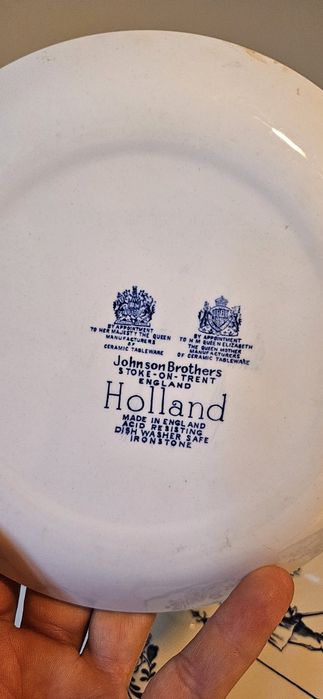 BY APPOINTMENT
TO HER MAJESTY THE QUEEN
MANUFACTURERS
OF
CERAMIC TABLEWARE
BY APPOINTMENT
TO H M QUEEN ELIZABETH
THE QUEEN MOTHER
MANUFACTURERS
OF CERAMIC TABLEWARE
Johnson Brothers
STOKE-ON-TRENT
ENGLAND
Holland
MADE IN ENGLAND
ACID RESISTING
DISH WASHER SAFE
IRONSTONE